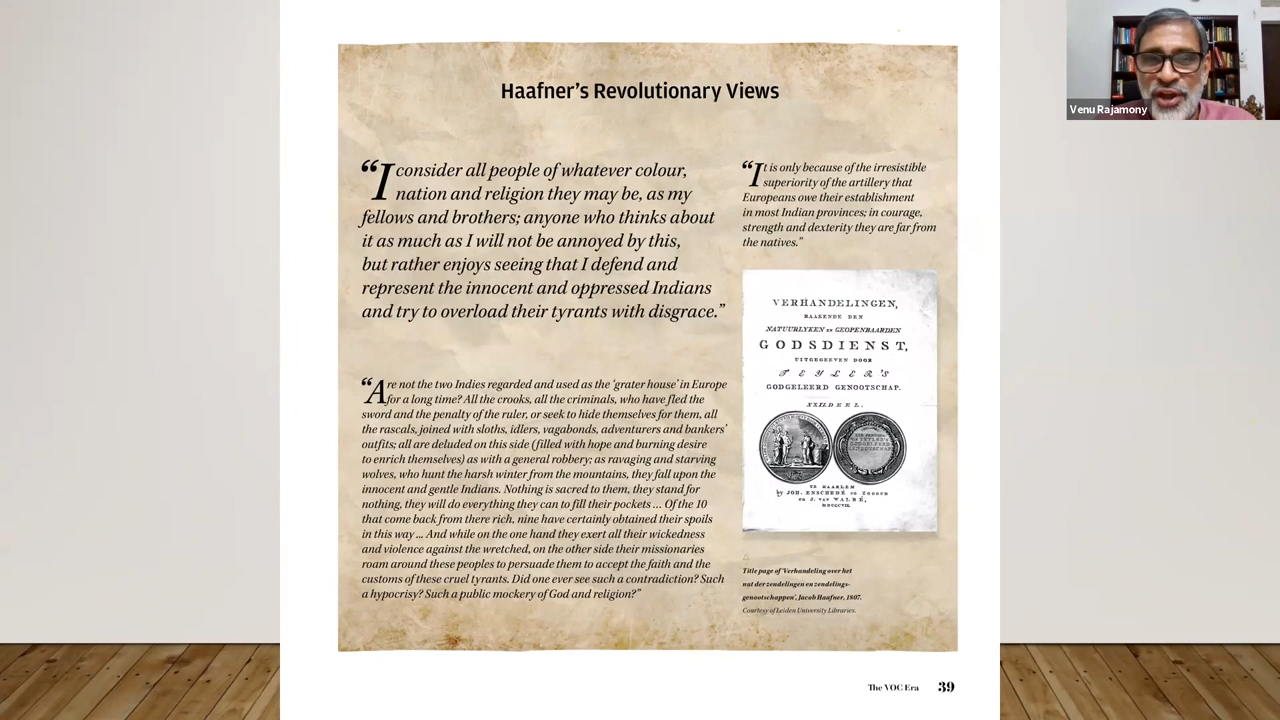 Haafner’s Revolutionary Views
“I consider all people of whatever colour,
nation and religion they may be, as my
fellows and brothers; anyone who thinks about
it as much as I will not be annoyed by this,
but rather enjoys seeing that I defend and
represent the innocent and oppressed Indians
and try to overload their tyrants with disgrace.”
“Are not the two Indies regarded and used as the ‘grater house’ in Europe
for a long time? All the crooks, all the criminals, who have fled the
sword and the penalty of the ruler, or seek to hide themselves for them, all
the rascals, joined with sloths, idlers, vagabonds, adventurers and bankers’
outfits; all are deluded on this side (filled with hope and burning desire
to enrich themselves) as with a general robbery; as ravaging and starving
wolves, who hunt the harsh winter from the mountains, they fall upon the
innocent and gentle Indians. Nothing is sacred to them, they stand for
nothing, they will do everything they can to fill their pockets ... Of the 10
that come back from there rich, nine have certainly obtained their spoils
in this way ... And while on the one hand they exert all their wickedness
and violence against the wretched, on the other side their missionaries
roam around these peoples to persuade them to accept the faith and the
customs of these cruel tyrants. Did one ever see such a contradiction? Such
a hypocrisy? Such a public mockery of God and religion?”
“It is only because of the irresistible
superiority of the artillery that
Europeans owe their establishment
in most Indian provinces; in courage,
strength and dexterity they are far from
the natives.”
VERHANDELINGEN,
RAAKENDE DEN
NATUURLYKEN EN GEOPENBAARDEN
GODSDIENST,
UITGEGEEVEN DOOR
TEYLER’S
GODGELEERD GENOOTSCHAP.
XXII. DEEL.
TE HAARLEM
by JOH. ENSCHEDÉ EN ZOONEN
EN J. VAN WALRÉ,
MDCCCVII.
Title page of ‘Verhandeling over het
nut der zendelingen en zendelings-
genootschappen’, Jacob Haafner, 1807.
Courtesy of Leiden University Libraries.
The VOC Era 39
Venu Rajamony